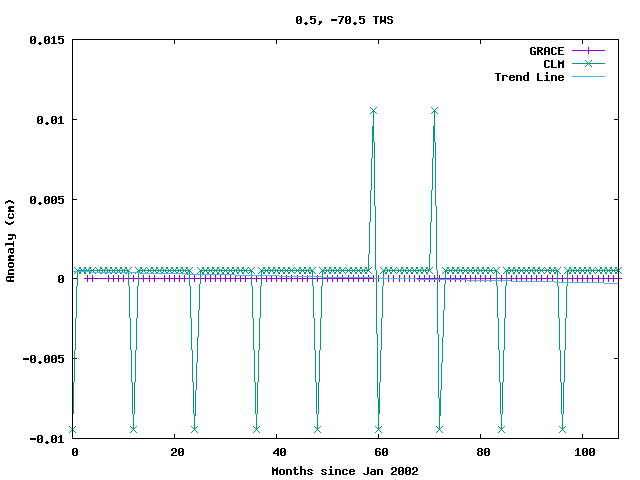 0.5, -70.5 TWS
0.015
GRACE
CLM
Trend Line
0.01
0.005
Anomaly (cm)
0
-0.005
-0.01
0 20 40 60 80 100
Months since Jan 2002